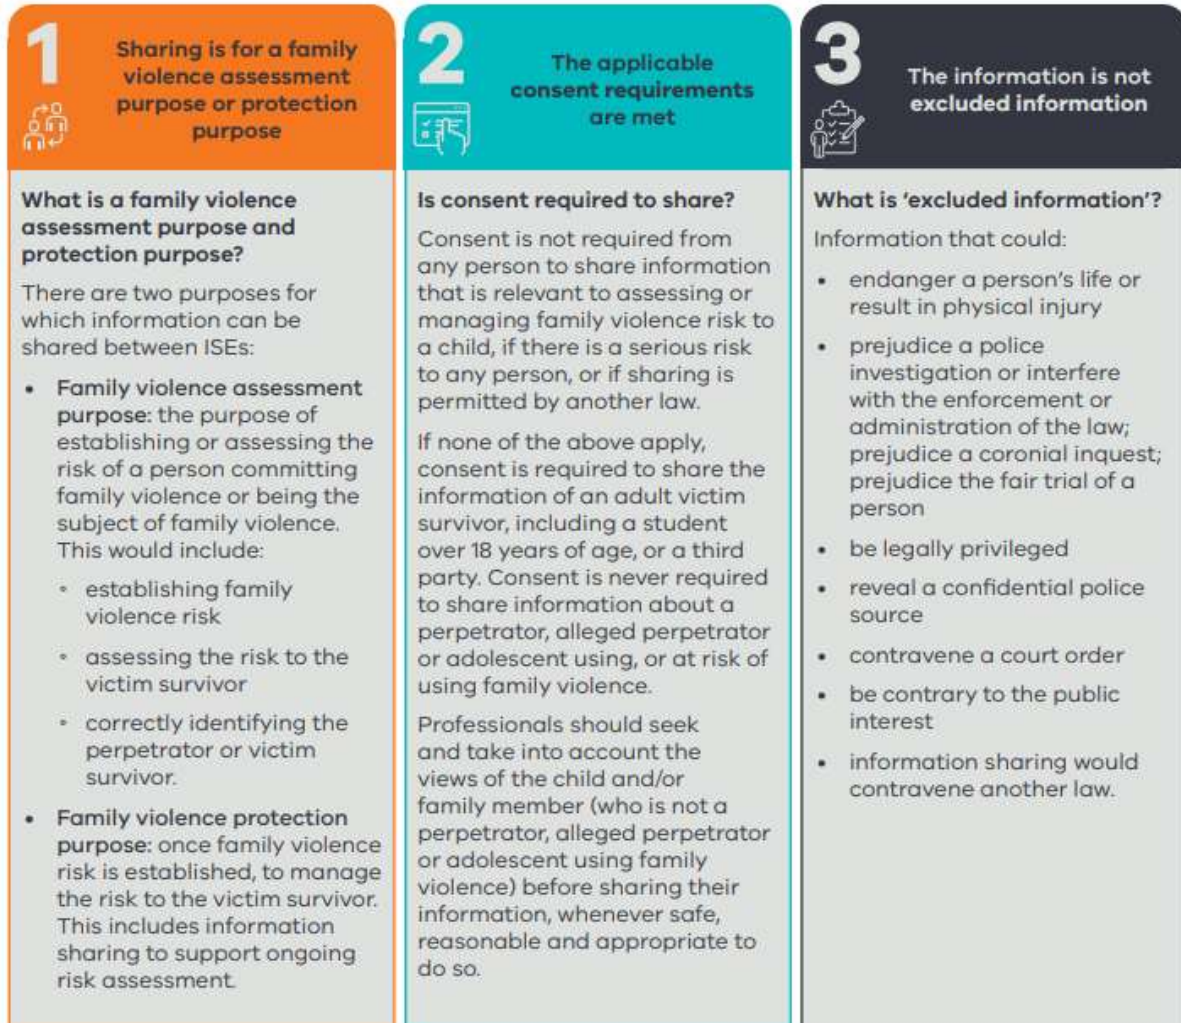 1
Sharing is for a family
violence assessment
purpose or protection
purpose
What is a family violence
assessment purpose and
protection purpose?
There are two purposes for
which information can be
shared between ISEs:
• Family violence assessment
purpose: the purpose of
establishing or assessing the
risk of a person committing
family violence or being the
subject of family violence.
This would include:
◦ establishing family
violence risk
◦ assessing the risk to the
victim survivor
◦ correctly identifying the
perpetrator or victim
survivor.
• Family violence protection
purpose: once family violence
risk is established, to manage
the risk to the victim survivor.
This includes information
sharing to support ongoing
risk assessment.
2
The applicable
consent requirements
are met
Is consent required to share?
Consent is not required from
any person to share information
that is relevant to assessing or
managing family violence risk to
a child, if there is a serious risk
to any person, or if sharing is
permitted by another law.
If none of the above apply,
consent is required to share the
information of an adult victim
survivor, including a student
over 18 years of age, or a third
party. Consent is never required
to share information about a
perpetrator, alleged perpetrator
or adolescent using, or at risk of
using family violence.
Professionals should seek
and take into account the
views of the child and/or
family member (who is not a
perpetrator, alleged perpetrator
or adolescent using family
violence) before sharing their
information, whenever safe,
reasonable and appropriate to
do so.
3
The information is not
excluded information
What is ‘excluded information’?
Information that could:
• endanger a person’s life or
result in physical injury
• prejudice a police
investigation or interfere
with the enforcement or
administration of the law;
prejudice a coronial inquest;
prejudice the fair trial of a
person
• be legally privileged
• reveal a confidential police
source
• contravene a court order
• be contrary to the public
interest
• information sharing would
contravene another law.